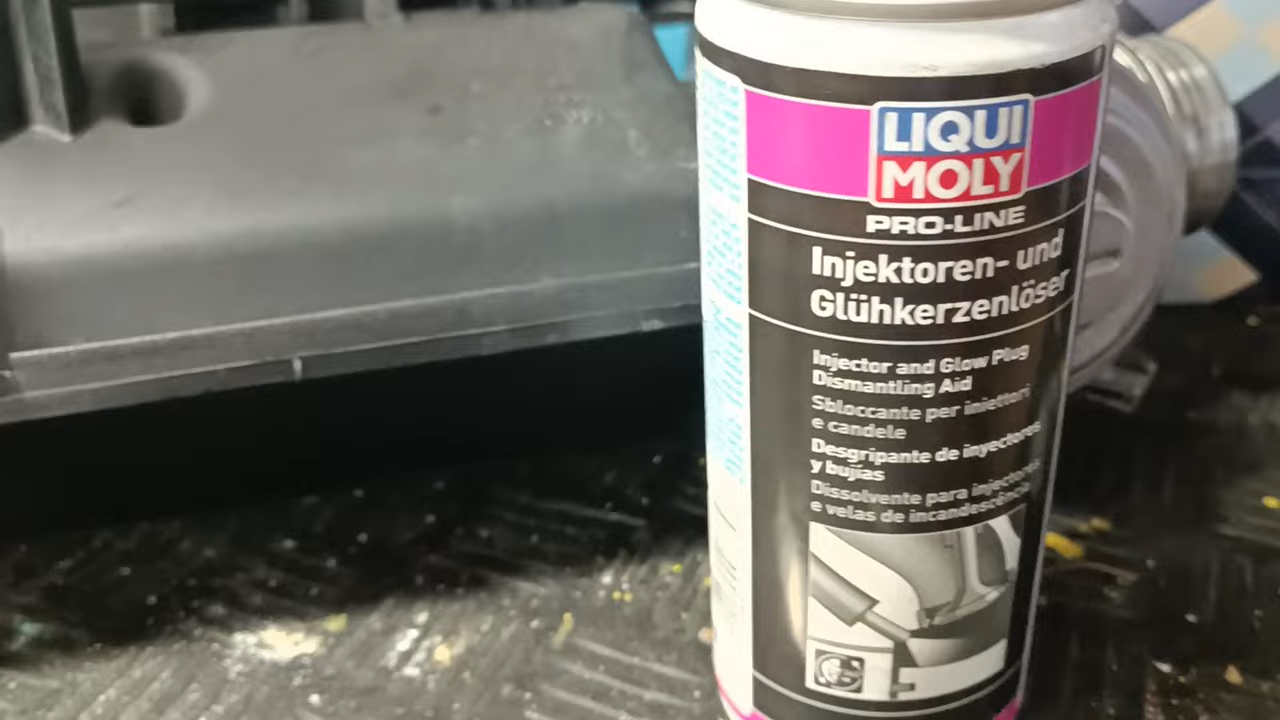 LIQUI
MOLY
PRO-LINE
Injektoren- und
Glühkerzenlöser
Injector and Glow Plug
Dismantling Aid
Sbloccante per iniettori
e candele
Desgripante de inyectores
y bujías
Dissolvente para injectores
e velas de incandescência